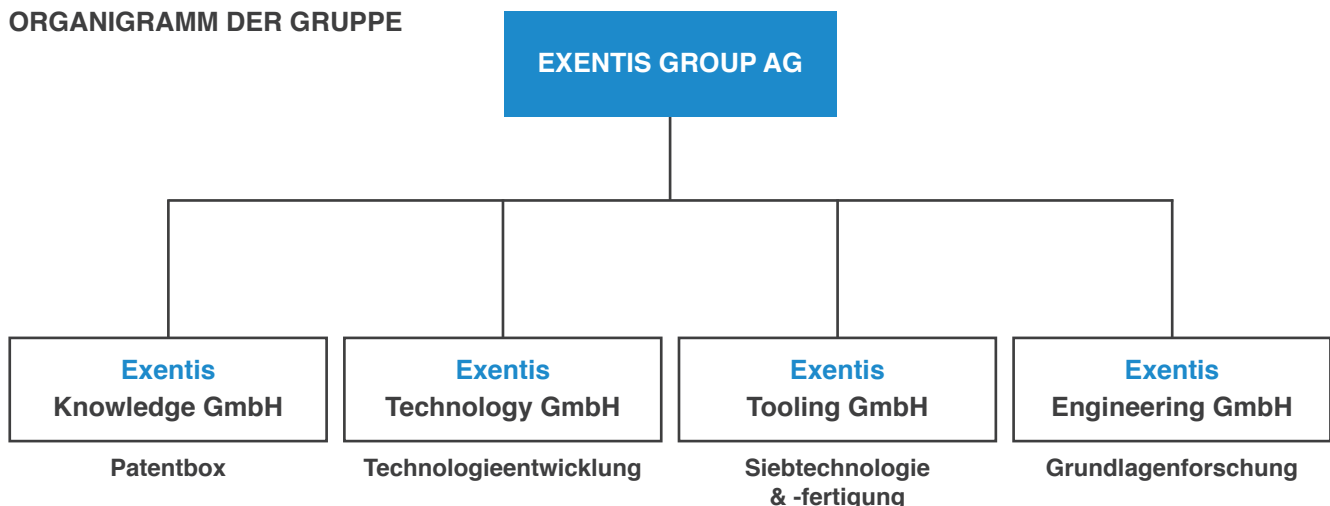 ORGANIGRAMM DER GRUPPE
EXENTIS GROUP AG
Exentis
Knowledge GmbH
Patentbox
Exentis
Technology GmbH
Technologieentwicklung
Exentis
Tooling GmbH
Siebtechnologie
& -fertigung
Exentis
Engineering GmbH
Grundlagenforschung